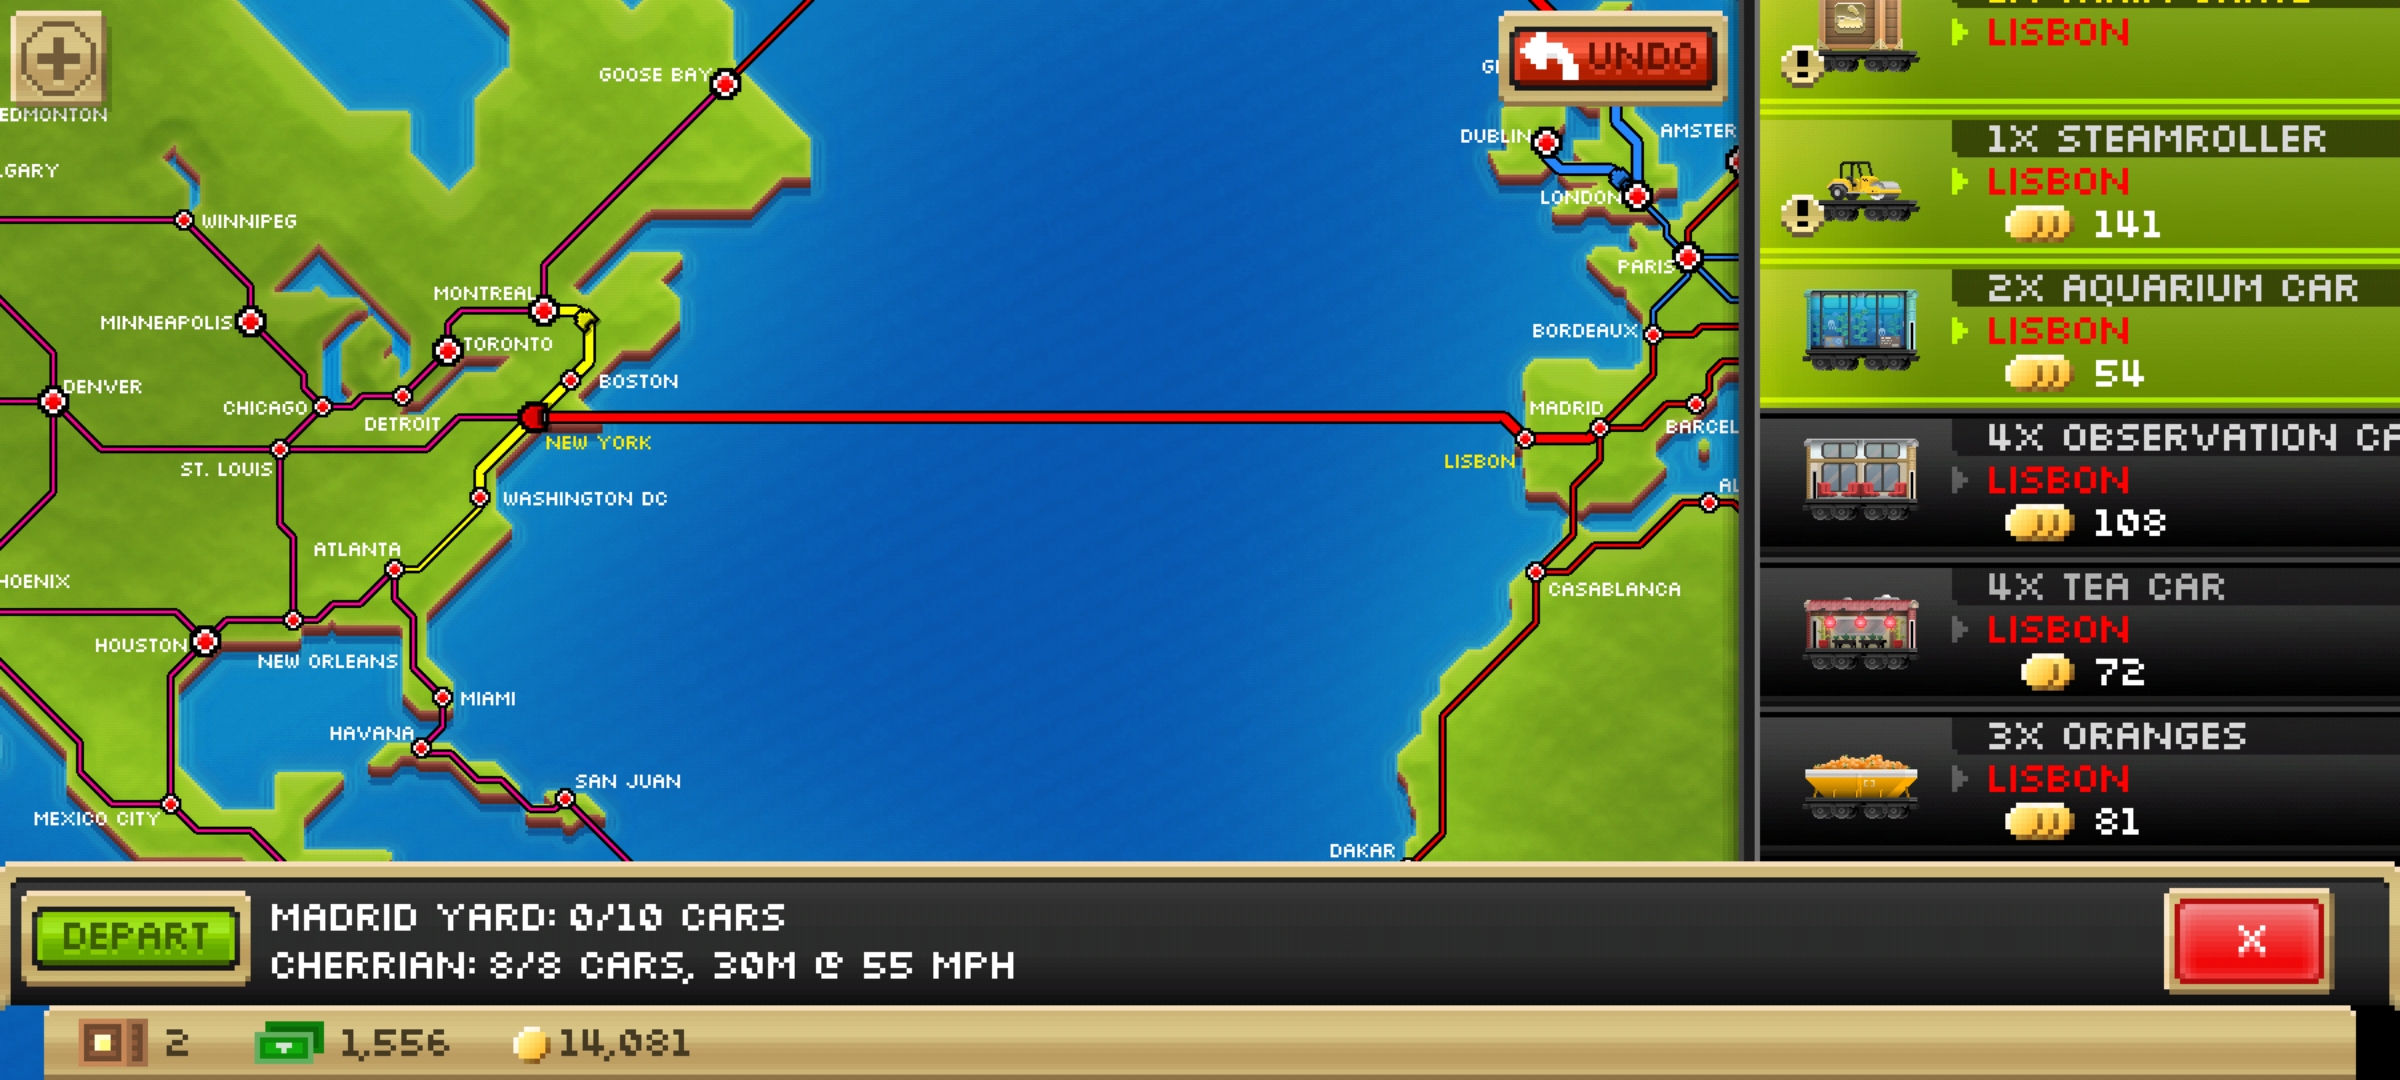 LISBON
UNDO
GOOSE BAY
EDMONTON
DUBLIN
AMSTER
1X STEAMROLLER
LISBON
141
LGARY
LONDON
WINNIPEG
PARIS
2X AQUARIUM CAR
LISBON
54
MONTREAL
MINNEAPOLIS
TORONTO
BORDEAUX
DENVER
BOSTON
CHICAGO
MADRID
DETROIT
BARCEL
NEW YORK
4X OBSERVATION CA
LISBON
108
ST. LOUIS
LISBON
WASHINGTON DC
AL
ATLANTA
HOENIX
CASABLANCA
4X TEA CAR
LISBON
72
HOUSTON
NEW ORLEANS
MIAMI
HAVANA
3X ORANGES
LISBON
81
SAN JUAN
MEXICO CITY
DAKAR
DEPART
MADRID YARD: 0/10 CARS
CHERRIAN: 8/8 CARS, 30M @ 55 MPH
X
2
1,556
14,081